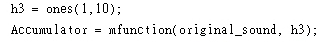 h3 = ones(1,10);
Accumulator = mfunction(original_sound, h3);